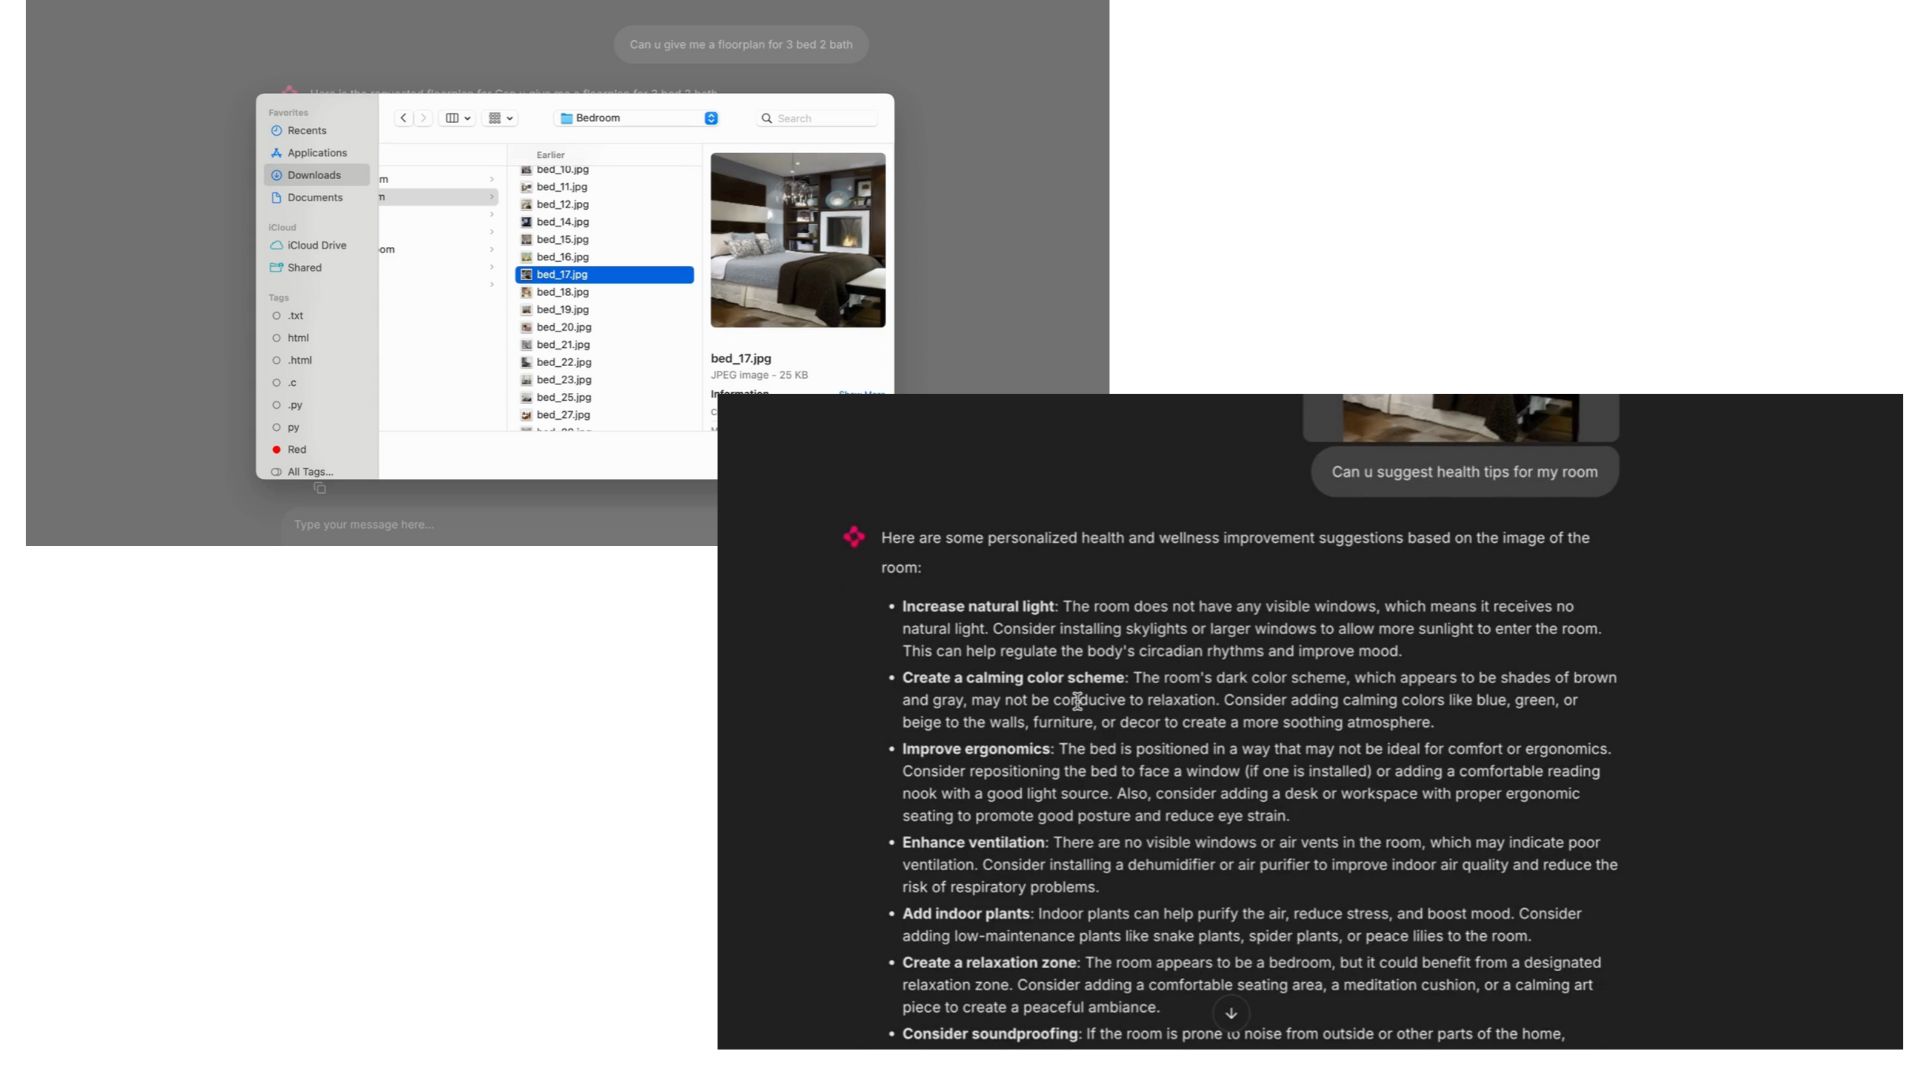 Can u give me a floorplan for 3 bed 2 bath
Here is the requested floorplan for Can u give me a floorplan for 3 bed 2 bath
Favorites
Recents
Applications
Downloads
Documents
iCloud
iCloud Drive
Shared
Tags
.txt
html
.html
.c
.py
py
Red
All Tags...
Bedroom
Search
m
m
om
Earlier
bed_10.jpg
bed_11.jpg
bed_12.jpg
bed_14.jpg
bed_15.jpg
bed_16.jpg
bed_17.jpg
bed_18.jpg
bed_19.jpg
bed_20.jpg
bed_21.jpg
bed_22.jpg
bed_23.jpg
bed_25.jpg
bed_27.jpg
bed_17.jpg
JPEG image - 25 KB
Information Show More
Type your message here...
Can u suggest health tips for my room
Here are some personalized health and wellness improvement suggestions based on the image of the
room:
• Increase natural light: The room does not have any visible windows, which means it receives no
natural light. Consider installing skylights or larger windows to allow more sunlight to enter the room.
This can help regulate the body's circadian rhythms and improve mood.
• Create a calming color scheme: The room's dark color scheme, which appears to be shades of brown
and gray, may not be conducive to relaxation. Consider adding calming colors like blue, green, or
beige to the walls, furniture, or decor to create a more soothing atmosphere.
• Improve ergonomics: The bed is positioned in a way that may not be ideal for comfort or ergonomics.
Consider repositioning the bed to face a window (if one is installed) or adding a comfortable reading
nook with a good light source. Also, consider adding a desk or workspace with proper ergonomic
seating to promote good posture and reduce eye strain.
• Enhance ventilation: There are no visible windows or air vents in the room, which may indicate poor
ventilation. Consider installing a dehumidifier or air purifier to improve indoor air quality and reduce the
risk of respiratory problems.
• Add indoor plants: Indoor plants can help purify the air, reduce stress, and boost mood. Consider
adding low-maintenance plants like snake plants, spider plants, or peace lilies to the room.
• Create a relaxation zone: The room appears to be a bedroom, but it could benefit from a designated
relaxation zone. Consider adding a comfortable seating area, a meditation cushion, or a calming art
piece to create a peaceful ambiance.
• Consider soundproofing: If the room is prone to noise from outside or other parts of the home,